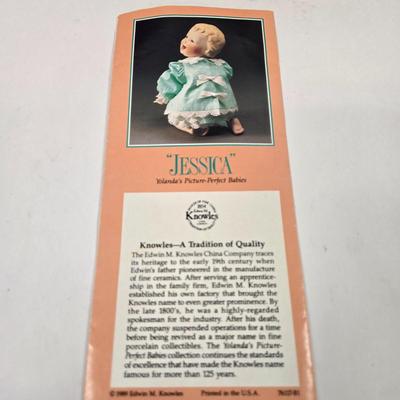 "JESSICA"
Yolanda's Picture-Perfect Babies
1854
Edwin M.
Knowles
Knowles—A Tradition of Quality
The Edwin M. Knowles China Company traces
its heritage to the early 19th century when
Edwin's father pioneered in the manufacture
of fine ceramics. After serving an apprentice-
ship in the family firm, Edwin M. Knowles
established his own factory that brought the
Knowles name to even greater prominence. By
the late 1800's, he was a highly-regarded
spokesman for the industry. After his death,
the company suspended operations for a time
before being revived as a major name in fine
porcelain collectibles. The Yolanda's Picture-
Perfect Babies collection continues the standards
of excellence that have made the Knowles name
famous for more than 125 years.
© 1989 Edwin M. Knowles Printed in the U.S.A.